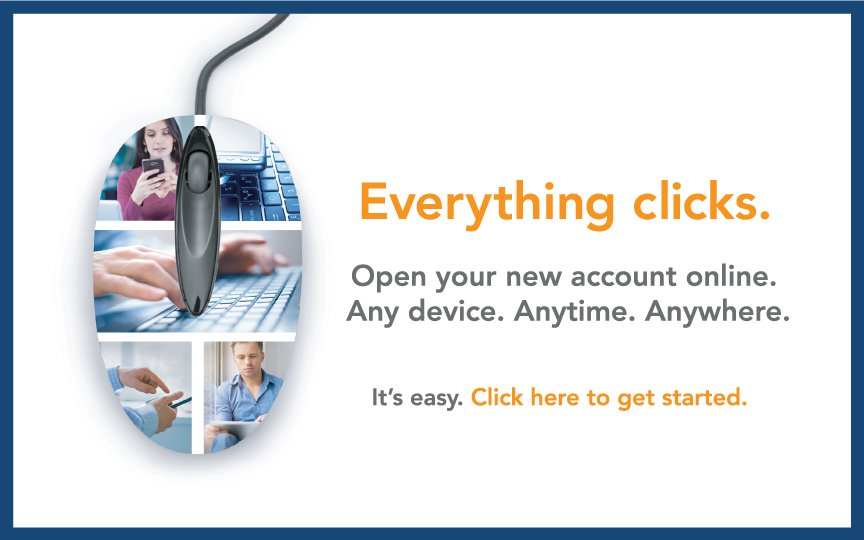 Everything clicks.
Open your new account online.
Any device. Anytime. Anywhere.
It’s easy. Click here to get started.